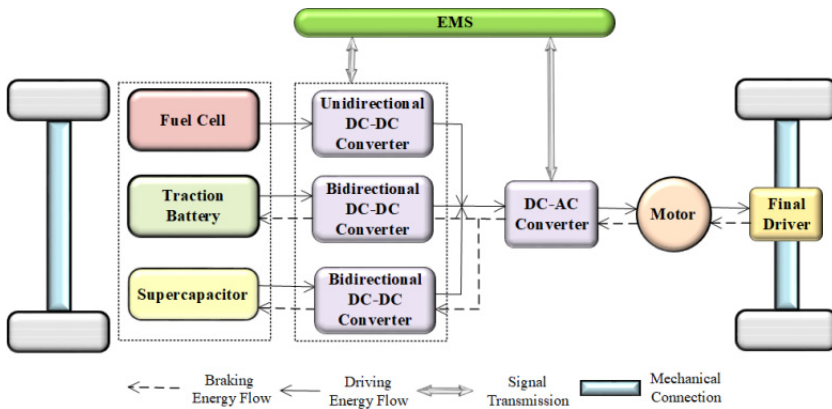 EMS
Fuel Cell
Unidirectional
DC-DC
Converter
Traction
Battery
Bidirectional
DC-DC
Converter
DC-AC
Converter
Motor
Final
Driver
Supercapacitor
Bidirectional
DC-DC
Converter
Braking
Energy Flow
Driving
Energy Flow
Signal
Transmission
Mechanical
Connection